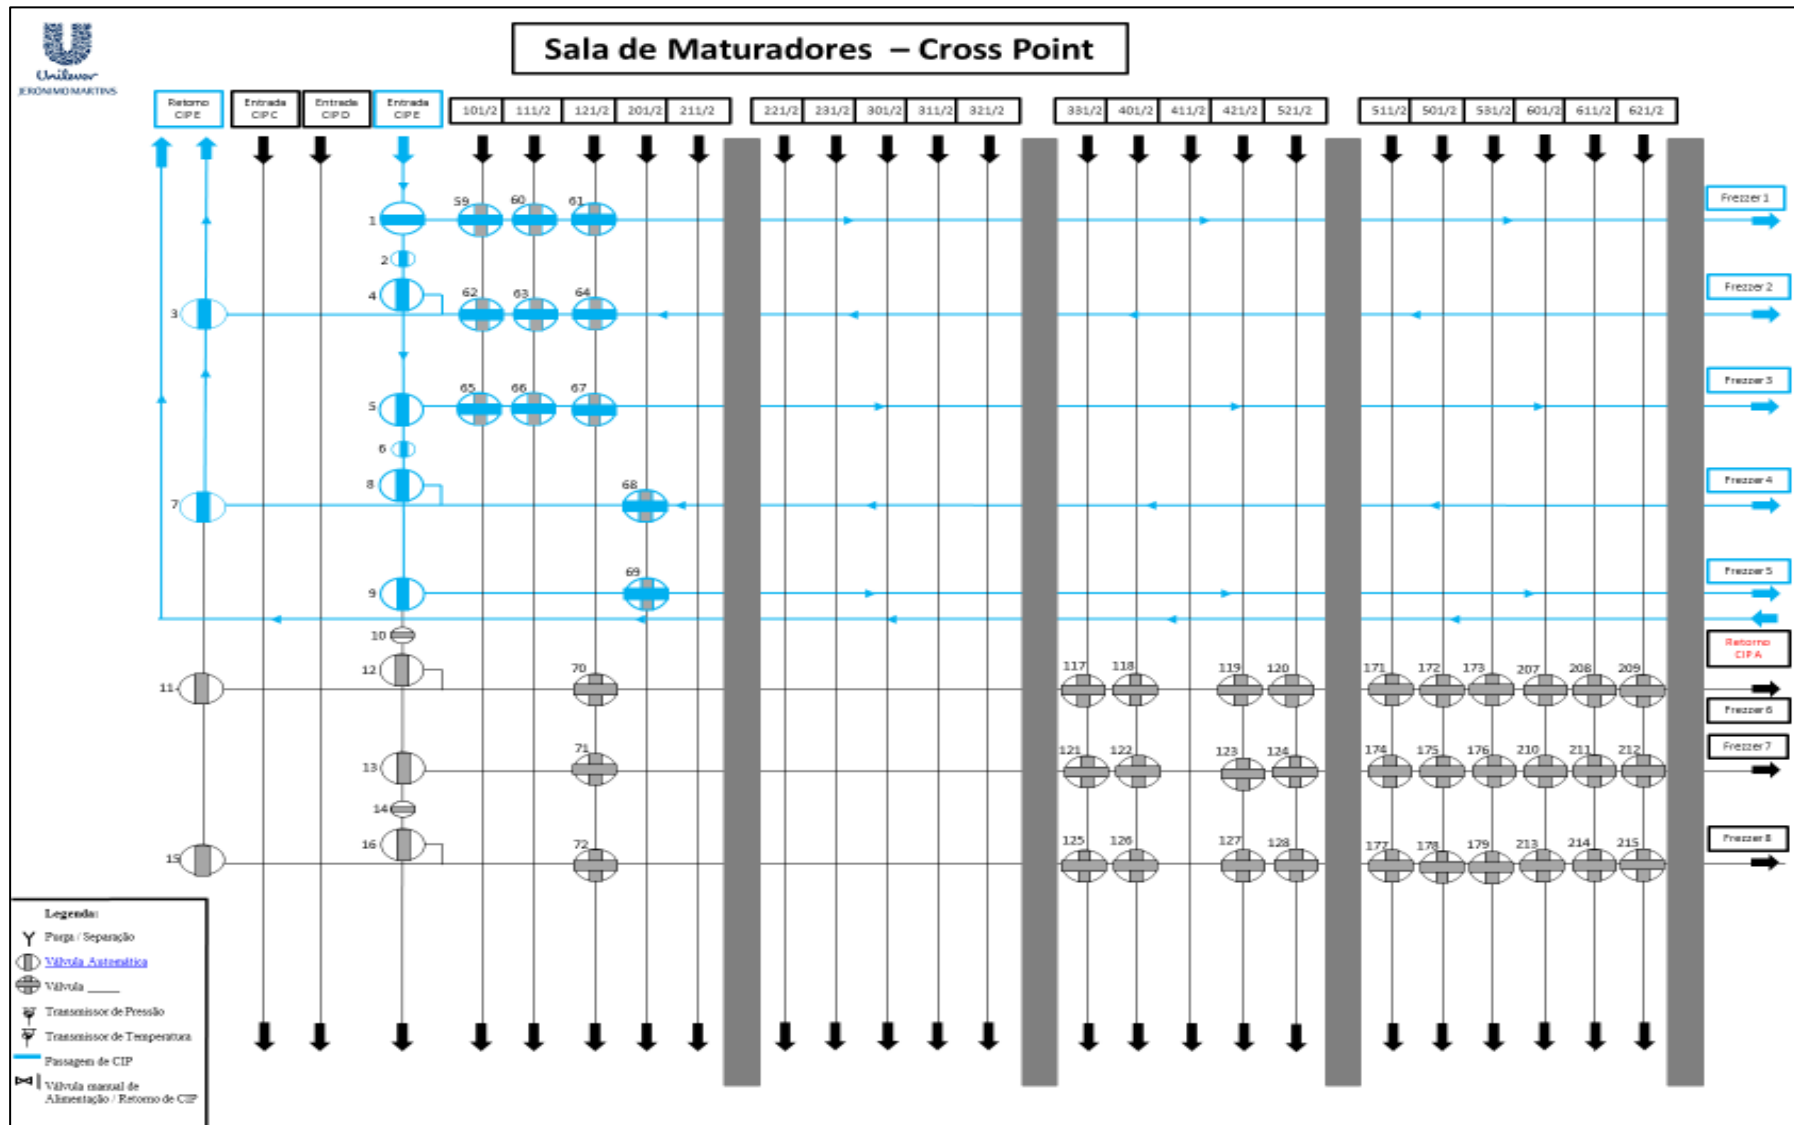 Sala de Maturadores – Cross Point
Unilever
JERÓNIMO MARTINS
Retorno CIP E
Entrada CIP C
Entrada CIP D
Entrada CIP E
101/2 111/2 121/2 201/2 211/2
221/2 231/2 301/2 311/2 321/2
331/2 401/2 411/2 421/2 521/2
511/2 501/2 531/2 601/2 611/2 621/2
1 59 60 61 Frezzer 1
2
3 4 62 63 64 Frezzer 2
5 65 66 67 Frezzer 3
6
7 8 68 Frezzer 4
9 69 Frezzer 5
10
Retorno CIP A
11 12 70 117 118 119 120 171 172 173 207 208 209
Frezzer 6
13 71 121 122 123 124 174 175 176 210 211 212 Frezzer 7
14
15 16 72 125 126 127 128 177 178 179 213 214 215 Frezzer 8
Legenda:
Purga / Separação
Válvula Automática
Válvula _____
Transmissor de Pressão
Transmissor de Temperatura
Passagem de CIP
Válvula manual de
Alimentação / Retorno de CIP